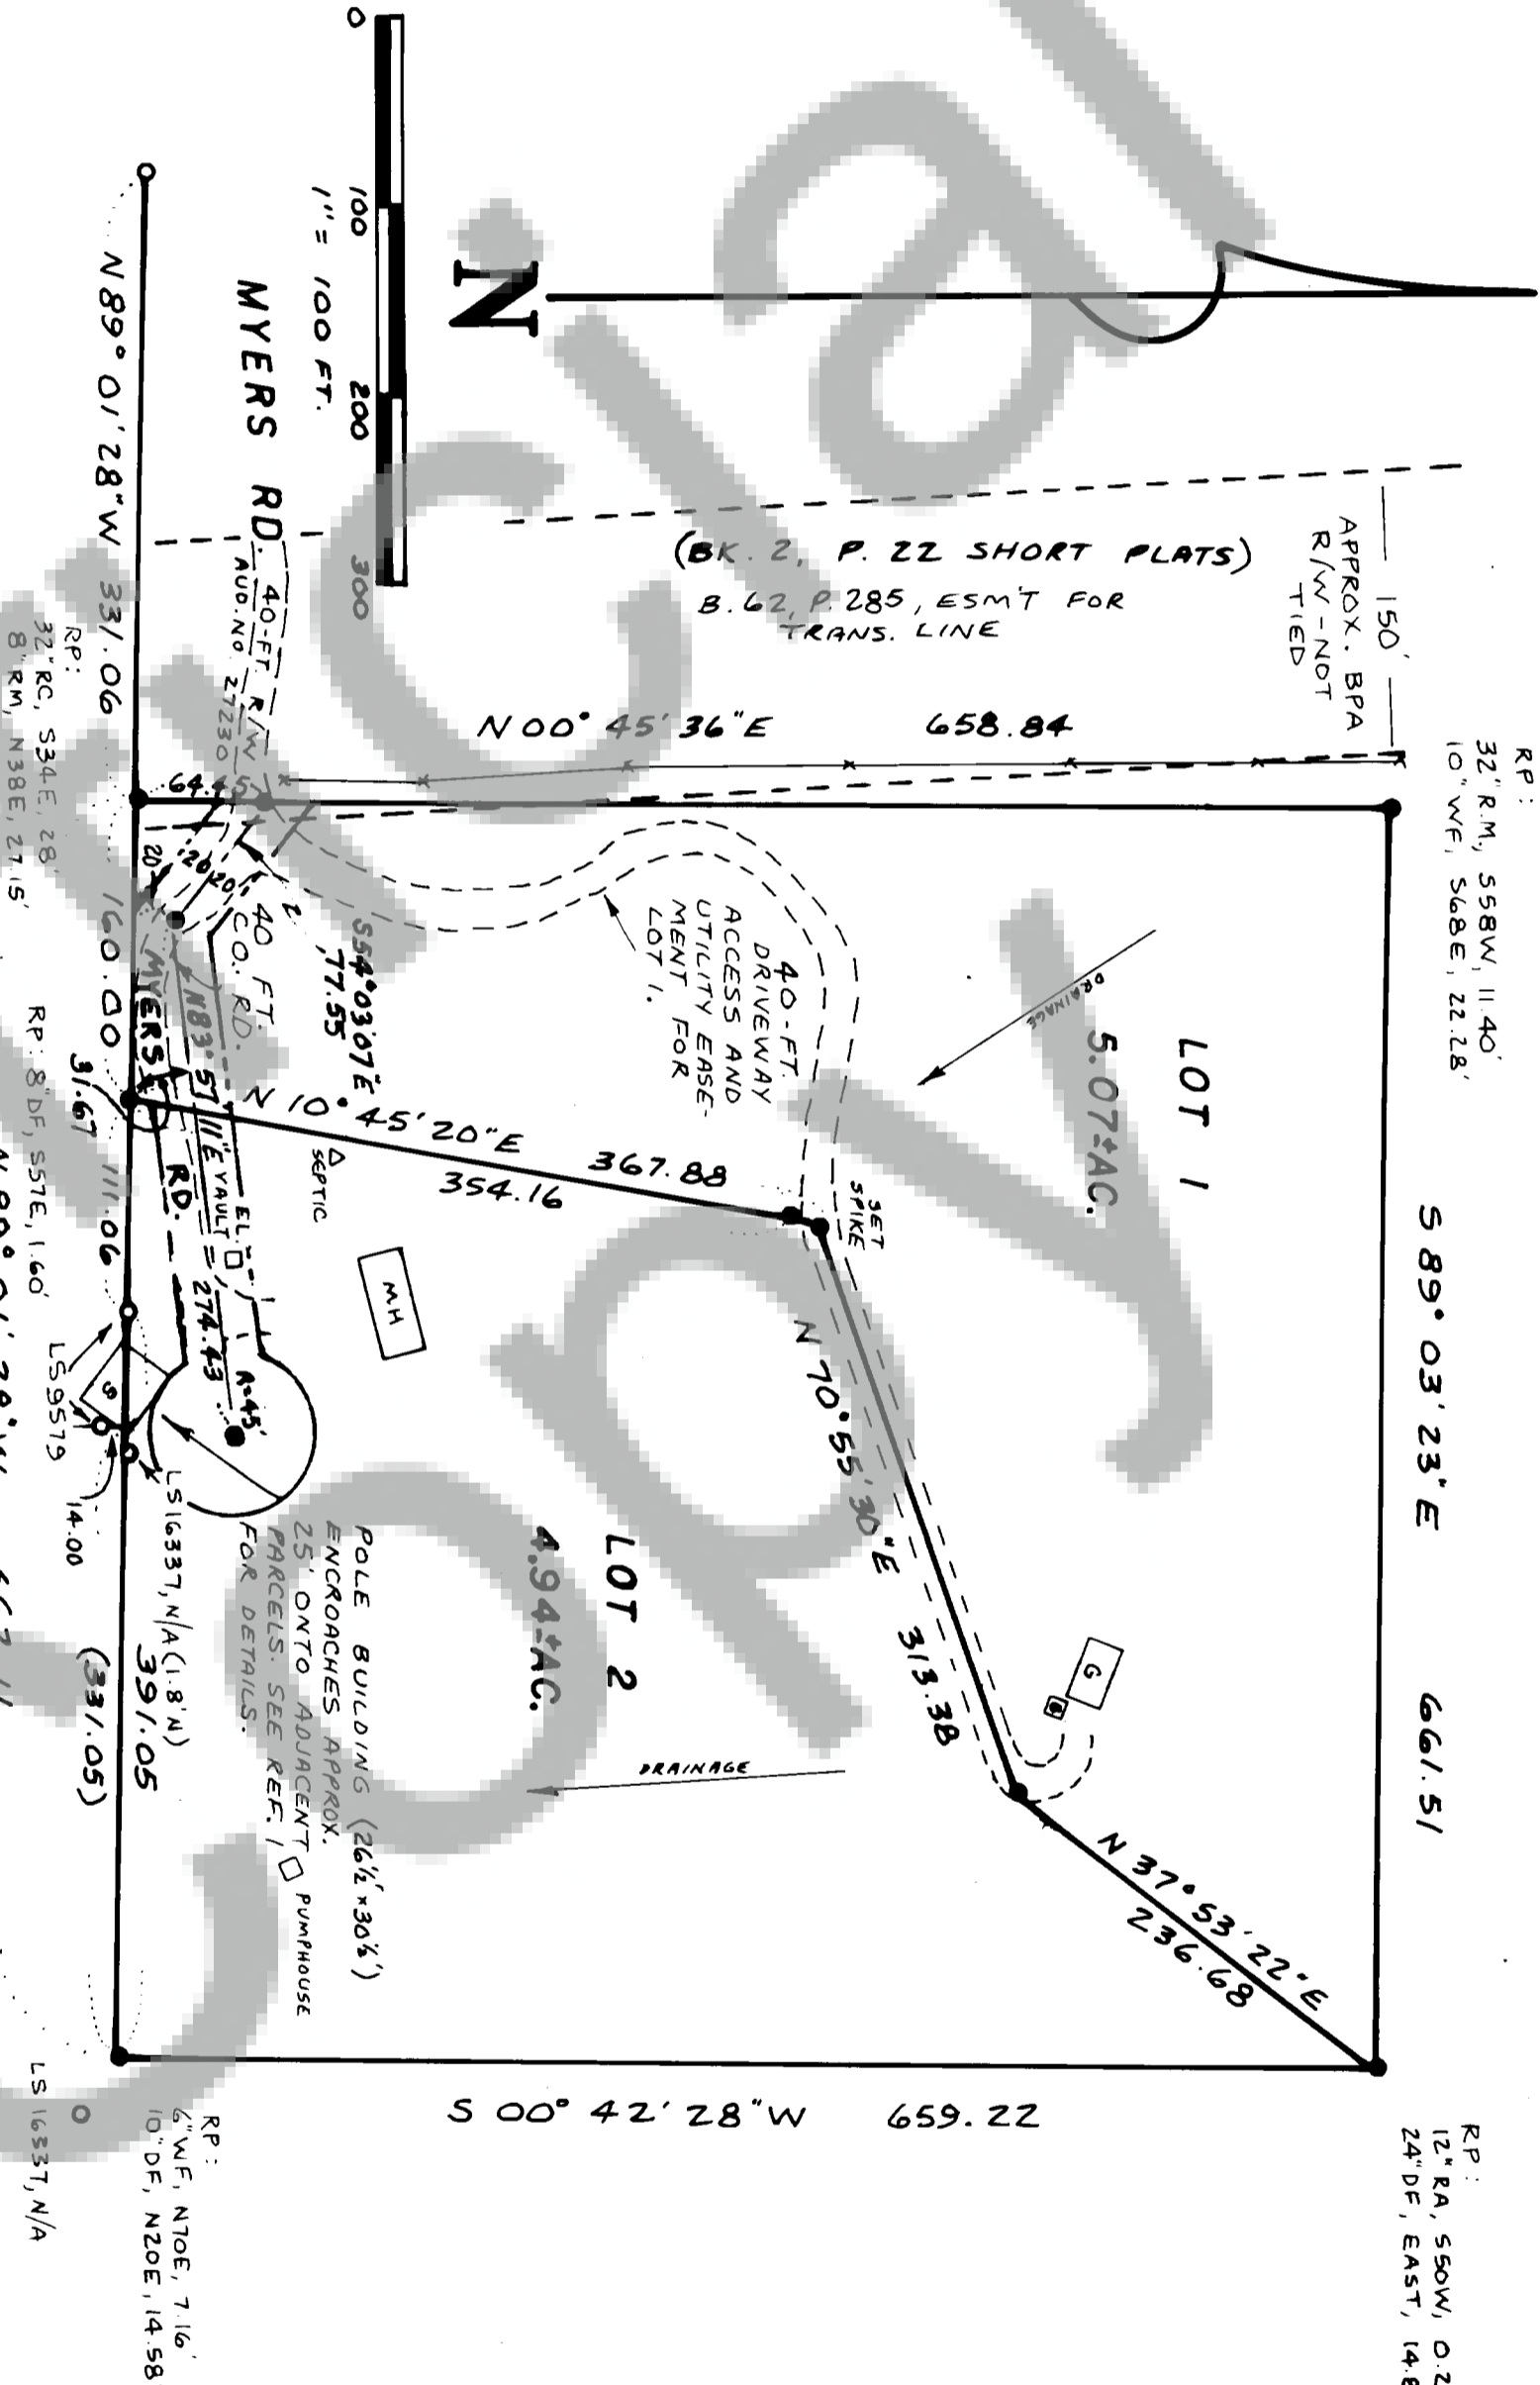 RP:
32" R.M., S58W, 11.40'
10" WF, S68E, 22.28'
S 89° 03' 23" E 661.51
RP:
12" RA, S50W,
24" DF, EAST,
150'
APPROX. BPA
R/W - NOT
TIED
(BK. 2, P. 22 SHORT PLATS)
B. 62, P. 285, ESM'T FOR
TRANS. LINE
N 00° 45' 36" E 658.84
LOT 1
5.07±AC.
DRAINAGE
40-FT.
DRIVEWAY
ACCESS AND
UTILITY EASE-
MENT FOR
LOT 1.
SET
SPIKE
G
N 37° 53' 22" E
236.68
N 70° 55' 30" E
313.38
N 10° 45' 20" E 367.88
354.16
LOT 2
4.94±AC.
DRAINAGE
S 00° 42' 28" W 659.22
N
0 100 200 300
1" = 100 FT.
MYERS RD.
40-FT. R/W
AUD. NO. 27230
64.45
20'
20'
20'
S54°03'07"E
77.55
40 FT.
CO. RD.
N83°57'11"E
274.43
EL.
VAULT
MYERS RD.
SEPTIC
MH
R=45'
POLE BUILDING (26½' x 30½')
ENCROACHES APPROX.
25' ONTO ADJACENT
PARCELS. SEE REF. 1
FOR DETAILS.
PUMPHOUSE
LS16337, N/A (1.8' N)
391.05
(331.05)
N 89° 01' 28" W 331.06
160.00
31.67
111.06
S
14.00
LS9579
RP:
32" RC, S34E, 28'
8" RM, N38E, 27.15'
RP: 8" DF, S57E, 1.60'
RP:
6" WF, N70E, 7.16'
10" DF, N20E, 14.58
LS 16337, N/A
copy